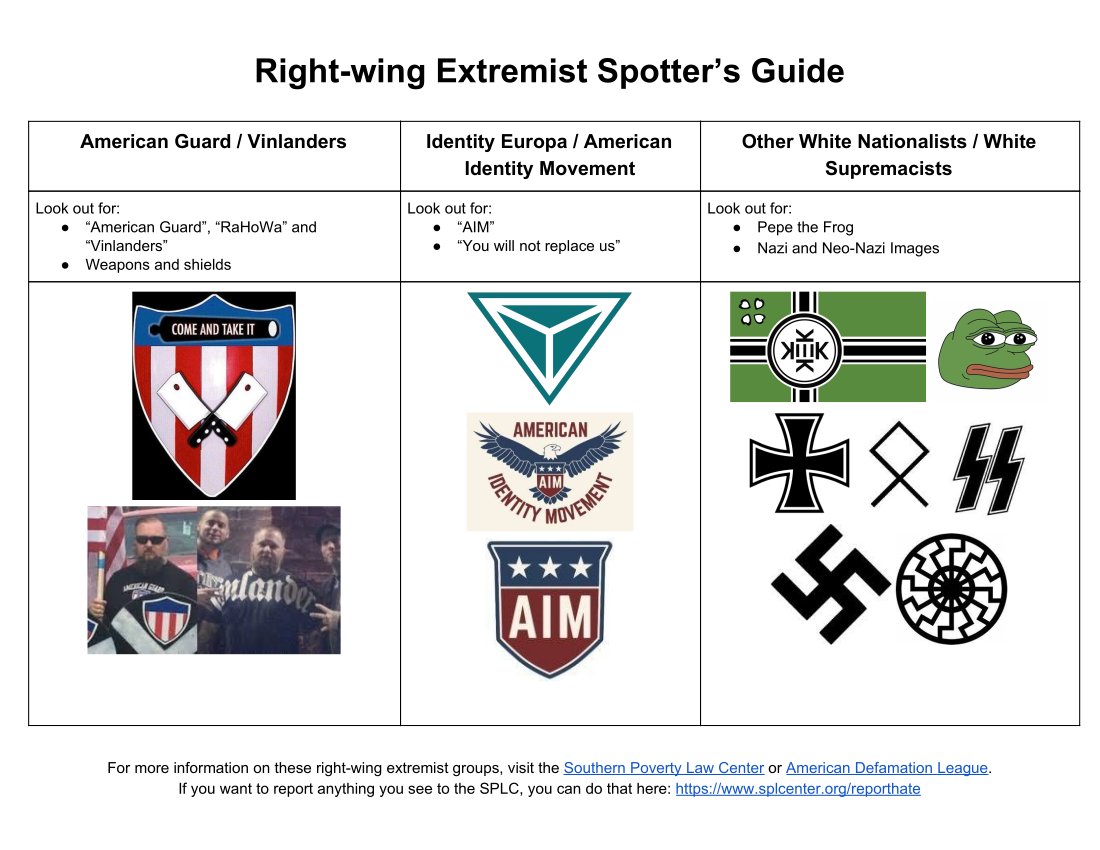 Right-wing Extremist Spotter’s Guide
American Guard / Vinlanders
Identity Europa / American
Identity Movement
Other White Nationalists / White
Supremacists
Look out for:
● “American Guard”, “RaHoWa” and
“Vinlanders”
● Weapons and shields
Look out for:
● “AIM”
● “You will not replace us”
Look out for:
● Pepe the Frog
● Nazi and Neo-Nazi Images
COME AND TAKE IT
AMERICAN GUARD
AMERICAN
AIM
IDENTITY MOVEMENT
AIM
For more information on these right-wing extremist groups, visit the Southern Poverty Law Center or American Defamation League.
If you want to report anything you see to the SPLC, you can do that here: https://www.splcenter.org/reporthate